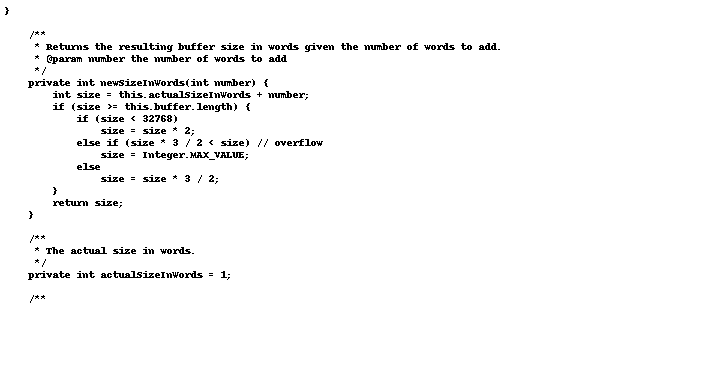 }
/**
* Returns the resulting buffer size in words given the number of words to add.
* @param number the number of words to add
*/
private int newSizeInWords(int number) {
int size = this.actualSizeInWords + number;
if (size >= this.buffer.length) {
if (size < 32768)
size = size * 2;
else if (size * 3 / 2 < size) // overflow
size = Integer.MAX_VALUE;
else
size = size * 3 / 2;
}
return size;
}
/**
* The actual size in words.
*/
private int actualSizeInWords = 1;
/**